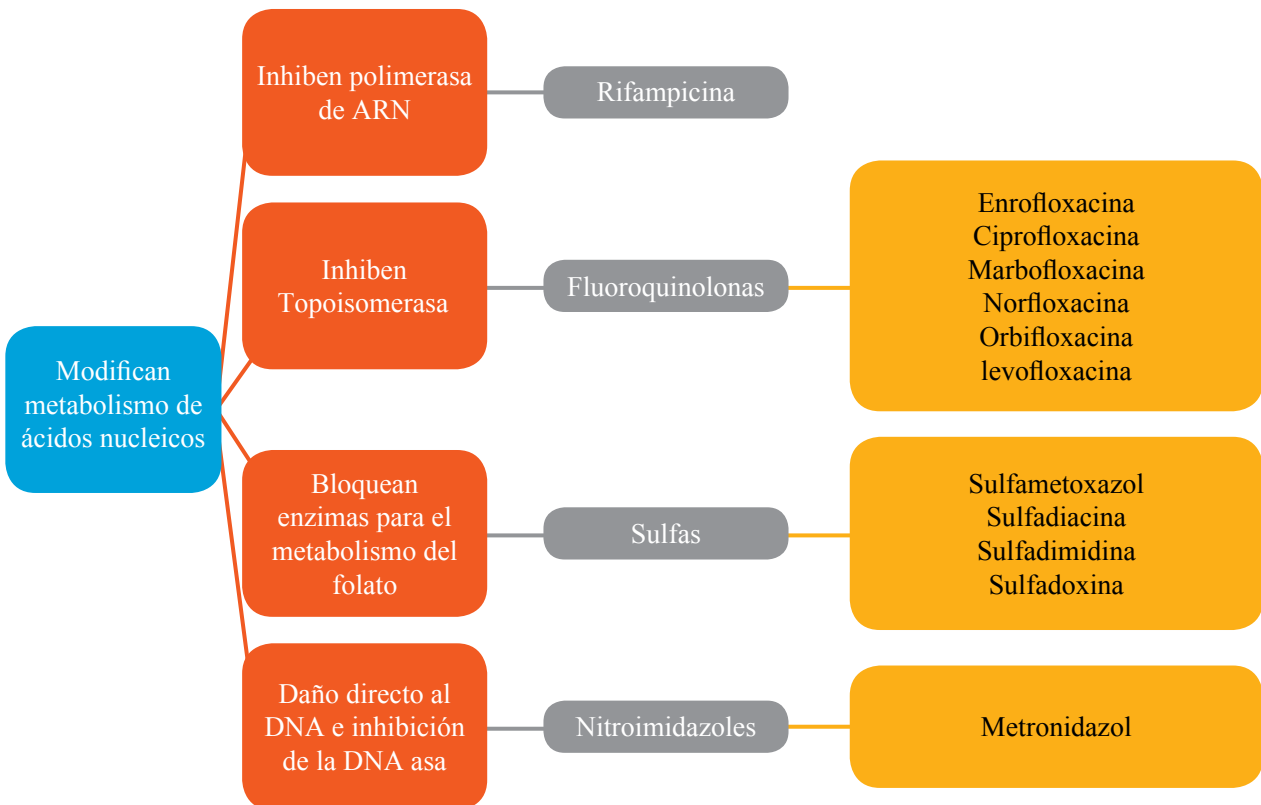 Modifican
metabolismo de
ácidos nucleicos
Inhiben polimerasa
de ARN
Rifampicina
Inhiben
Topoisomerasa
Fluoroquinolonas
Enrofloxacina
Ciprofloxacina
Marbofloxacina
Norfloxacina
Orbifloxacina
levofloxacina
Bloquean
enzimas para el
metabolismo del
folato
Sulfas
Sulfametoxazol
Sulfadiacina
Sulfadimidina
Sulfadoxina
Daño directo al
DNA e inhibición
de la DNA asa
Nitroimidazoles
Metronidazol